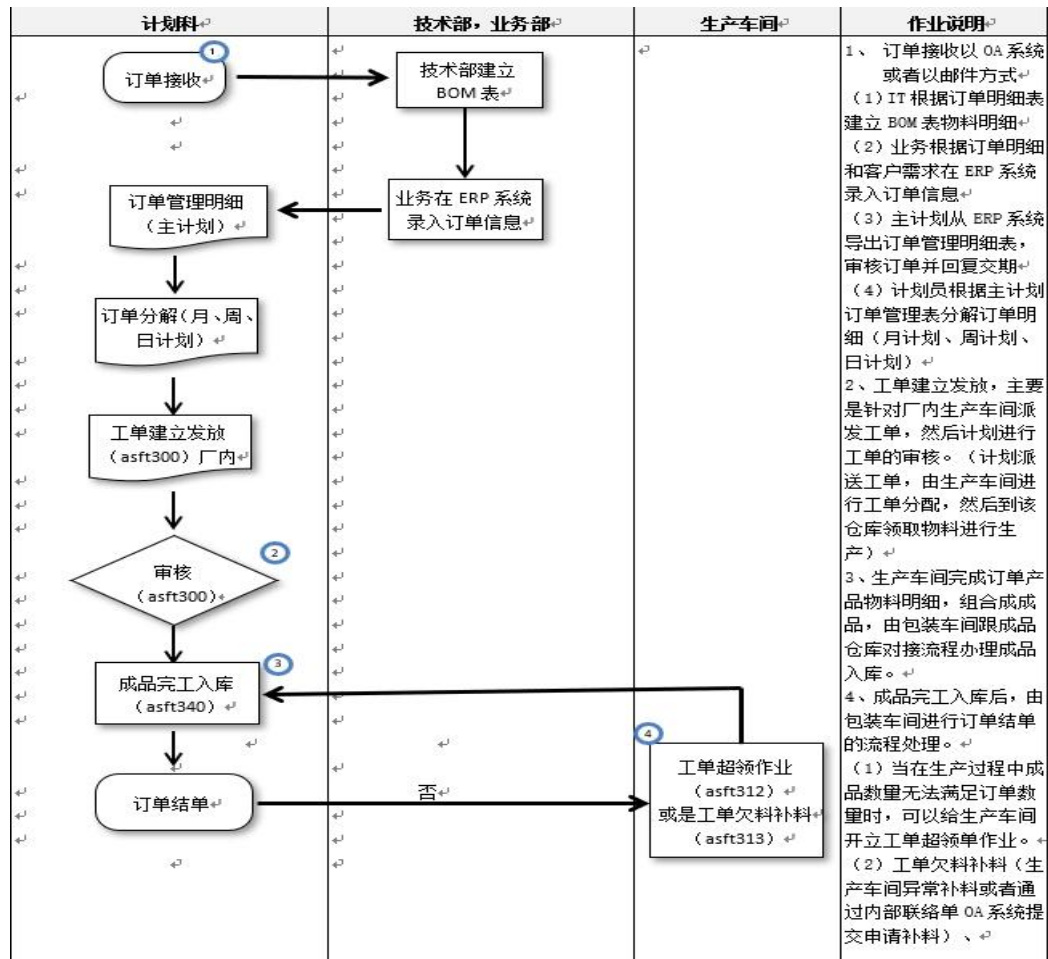 计划科
技术部，业务部
生产车间
作业说明
1
订单接收
技术部建立
BOM 表
业务在 ERP 系统
录入订单信息
订单管理明细
（主计划）
订单分解（月、周、
日计划）
工单建立发放
（asft300）厂内
2
审核
（asft300）
3
成品完工入库
（asft340）
订单结单
否
4
工单超领作业
（asft312）
或是工单欠料补料
（asft313）
1、 订单接收以 OA 系统
或者以邮件方式
（1）IT 根据订单明细表
建立 BOM 表物料明细
（2）业务根据订单明细
和客户需求在 ERP 系统
录入订单信息
（3）主计划从 ERP 系统
导出订单管理明细表，
审核订单并回复交期
（4）计划员根据主计划
订单管理表分解订单明
细（月计划、周计划、
日计划）
2、工单建立发放，主要
是针对厂内生产车间派
发工单，然后计划进行
工单的审核。（计划派
送工单，由生产车间进
行工单分配，然后到该
仓库领取物料进行生
产）
3、生产车间完成订单产
品物料明细，组合成成
品，由包装车间跟成品
仓库对接流程办理成品
入库。
4、成品完工入库后，由
包装车间进行订单结单
的流程处理。
（1）当在生产过程中成
品数量无法满足订单数
量时，可以给生产车间
开立工单超领单作业。
（2）工单欠料补料（生
产车间异常补料或者通
过内部联络单 OA 系统提
交申请补料）、